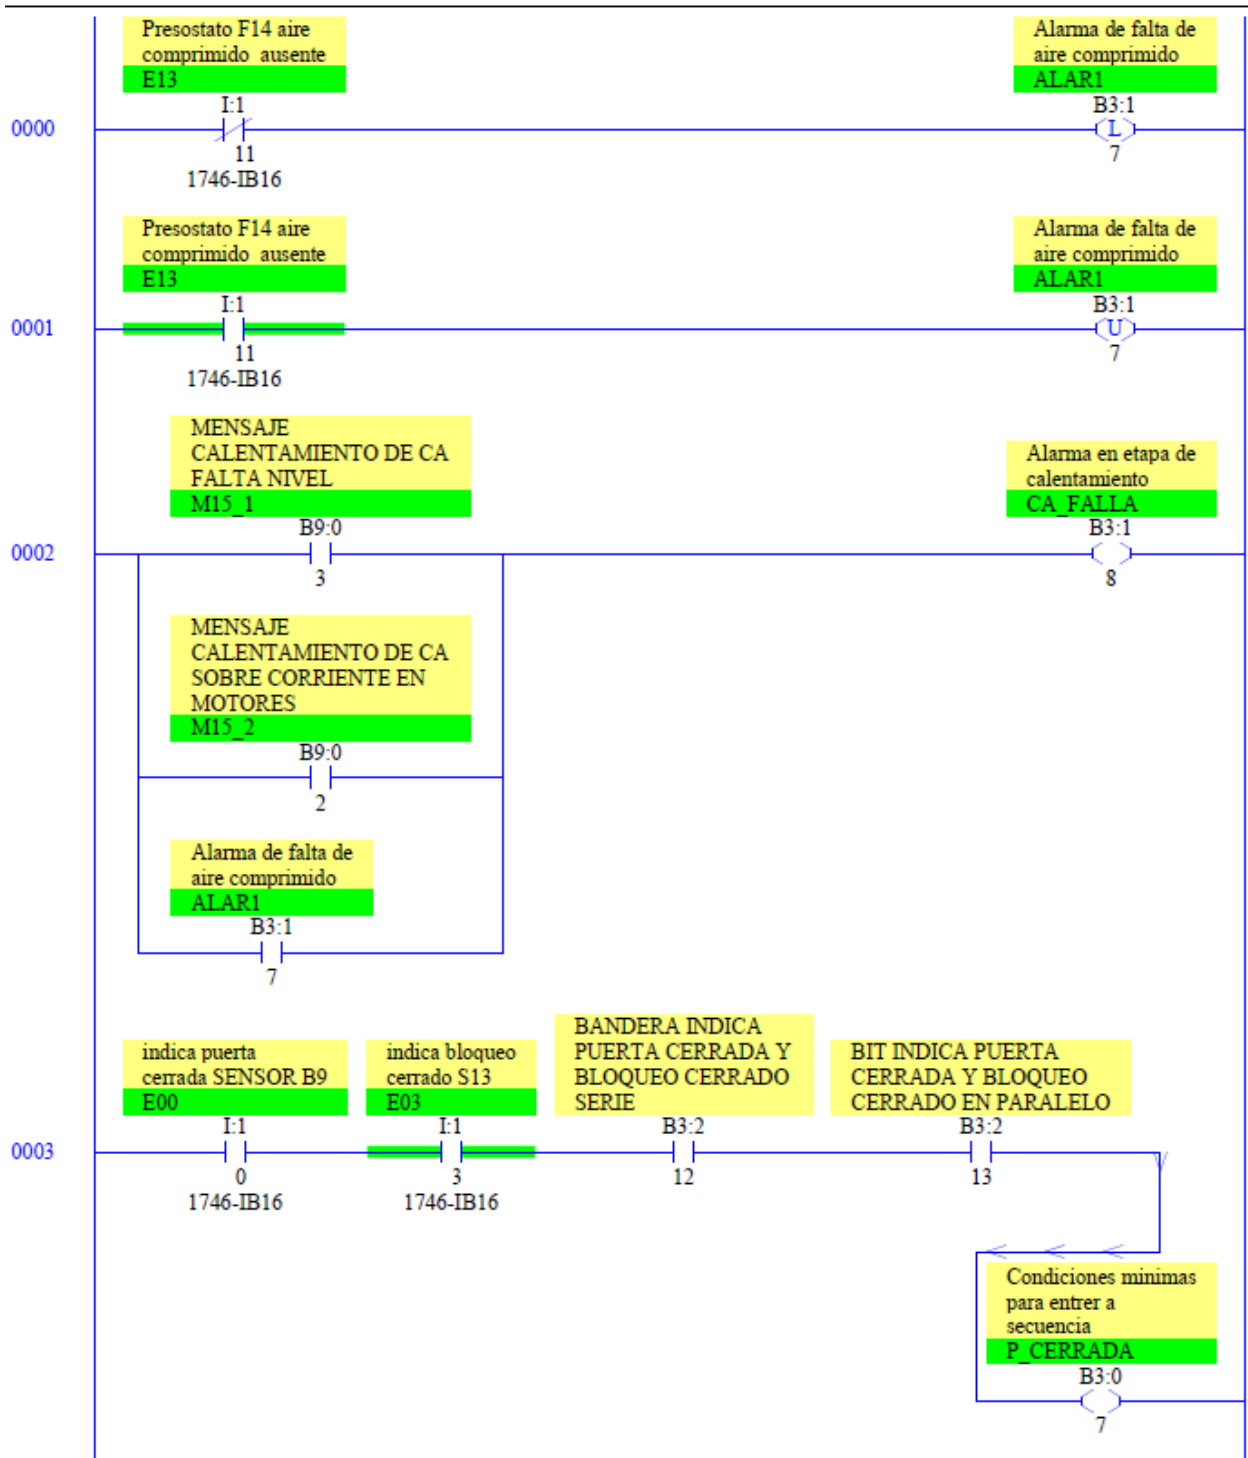 Presostato F14 aire
comprimido ausente
E13
I:1
11
1746-IB16
Alarma de falta de
aire comprimido
ALAR1
B3:1
L
7
0000
Presostato F14 aire
comprimido ausente
E13
I:1
11
1746-IB16
Alarma de falta de
aire comprimido
ALAR1
B3:1
U
7
0001
MENSAJE
CALENTAMIENTO DE CA
FALTA NIVEL
M15_1
B9:0
3
Alarma en etapa de
calentamiento
CA_FALLA
B3:1
8
0002
MENSAJE
CALENTAMIENTO DE CA
SOBRE CORRIENTE EN
MOTORES
M15_2
B9:0
2
Alarma de falta de
aire comprimido
ALAR1
B3:1
7
indica puerta
cerrada SENSOR B9
E00
I:1
0
1746-IB16
indica bloqueo
cerrado S13
E03
I:1
3
1746-IB16
BANDERA INDICA
PUERTA CERRADA Y
BLOQUEO CERRADO
SERIE
B3:2
12
BIT INDICA PUERTA
CERRADA Y BLOQUEO
CERRADO EN PARALELO
B3:2
13
0003
Condiciones minimas
para entrer a
secuencia
P_CERRADA
B3:0
7